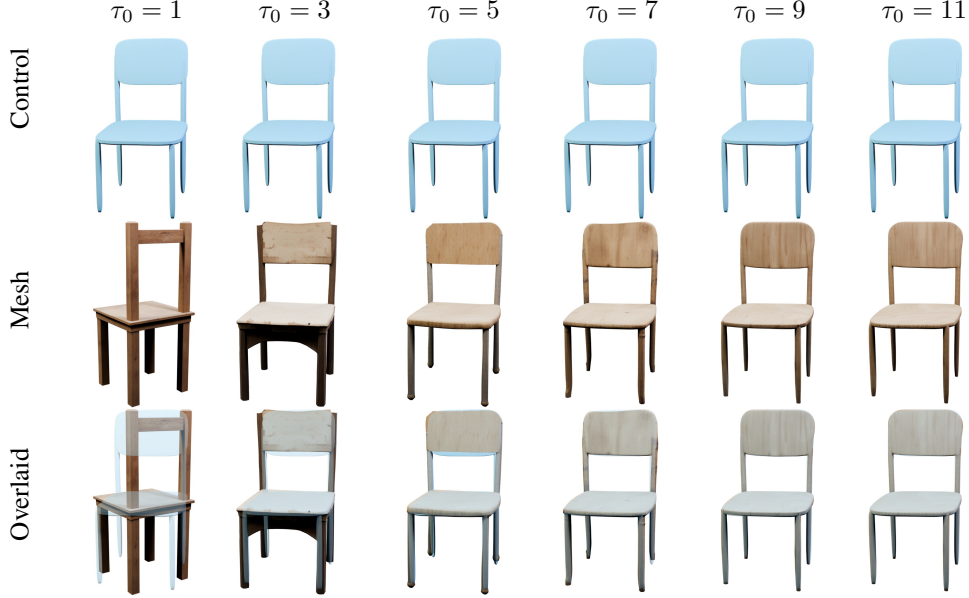 τ₀ = 1 τ₀ = 3 τ₀ = 5 τ₀ = 7 τ₀ = 9 τ₀ = 11
Control
Mesh
Overlaid